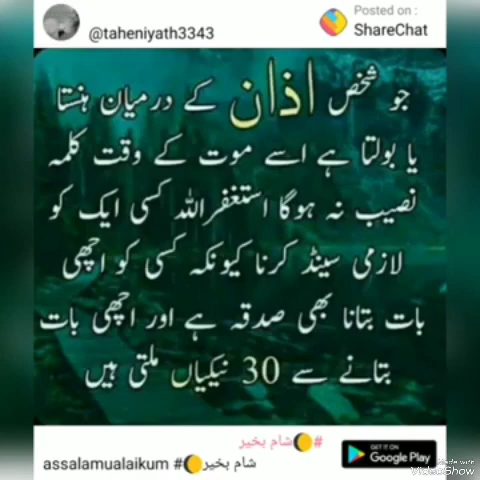 @taheniyath3343
Posted on :
ShareChat
جو شخص اذان کے درمیان ہنستا
یا بولتا ہے اسے موت کے وقت کلمہ
نصیب نہ ہوگا استغفراللہ کسی ایک کو
لازمی سینڈ کرنا کیونکہ کسی کو اچھی
بات بتانا بھی صدقہ ہے اور اچھی بات
بتانے سے 30 نیکیاں ملتی ہیں
#🌔شام بخیر
assalamualaikum #🌔شام بخیر
GET IT ON
Google Play
Made with
VideoShow